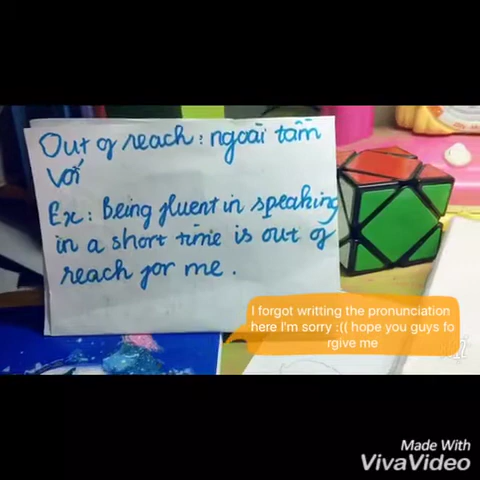 Out of reach : ngoài tầm
với
Ex : Being fluent in speaking
in a short time is out of
reach for me .
I forgot writting the pronunciation
here I'm sorry :(( hope you guys fo
rgive me
Made With
VivaVideo